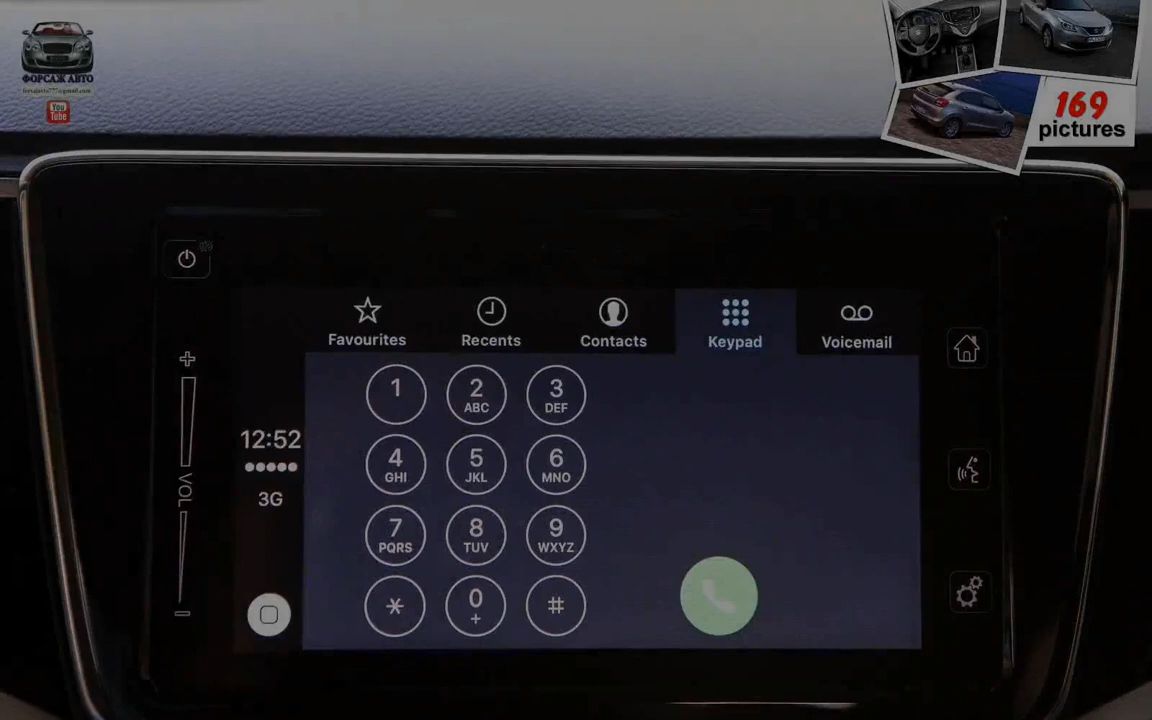 ФОРСАЖ АВТО
You
Tube
169
pictures
Favourites
Recents
Contacts
Keypad
Voicemail
1
2
ABC
3
DEF
12:52
4
GHI
5
JKL
6
MNO
3G
VOL
7
PQRS
8
TUV
9
WXYZ
*
0
+
#